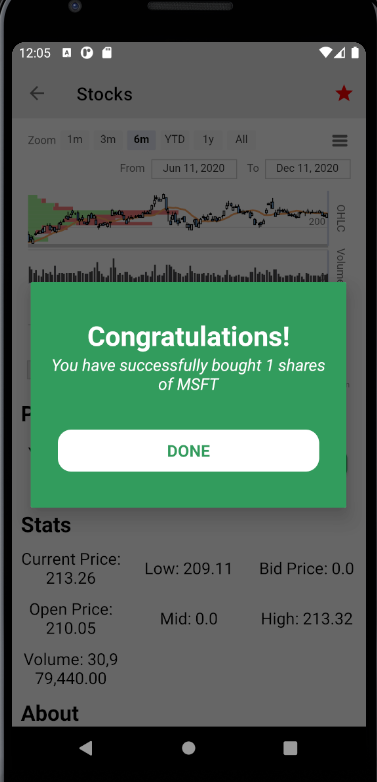 12:05
Stocks
Zoom 1m 3m 6m YTD 1y All
From Jun 11, 2020 To Dec 11, 2020
OHLC
200
Volume
Congratulations!
You have successfully bought 1 shares
of MSFT
DONE
P
Stats
Current Price:
213.26
Low: 209.11
Bid Price: 0.0
Open Price:
210.05
Mid: 0.0
High: 213.32
Volume: 30,9
79,440.00
About